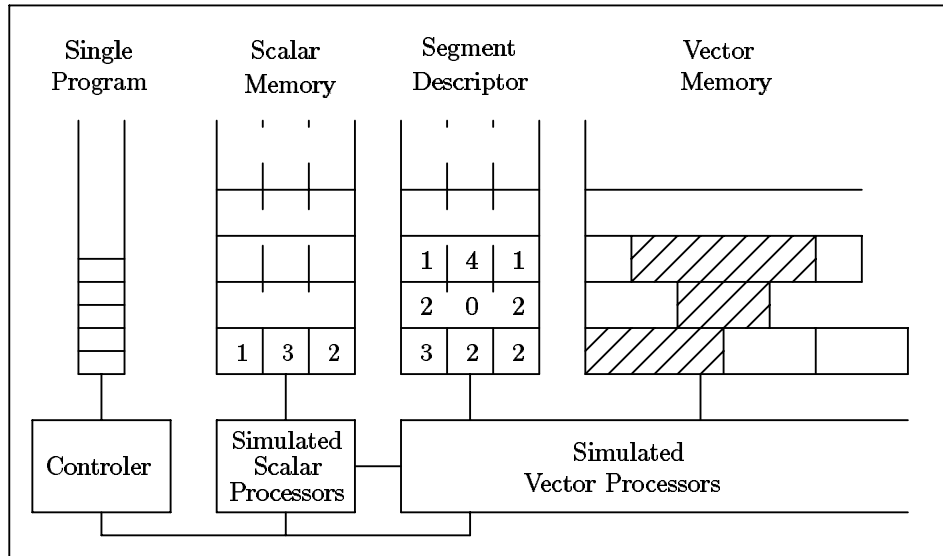 Single
Program
Scalar
Memory
Segment
Descriptor
Vector
Memory
1 4 1
2 0 2
1 3 2
3 2 2
Controler
Simulated
Scalar
Processors
Simulated
Vector Processors